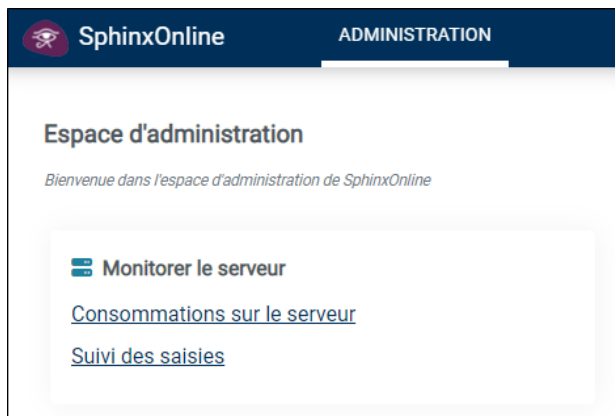 SphinxOnline ADMINISTRATION
Espace d'administration
Bienvenue dans l'espace d'administration de SphinxOnline
Monitorer le serveur
Consommations sur le serveur
Suivi des saisies